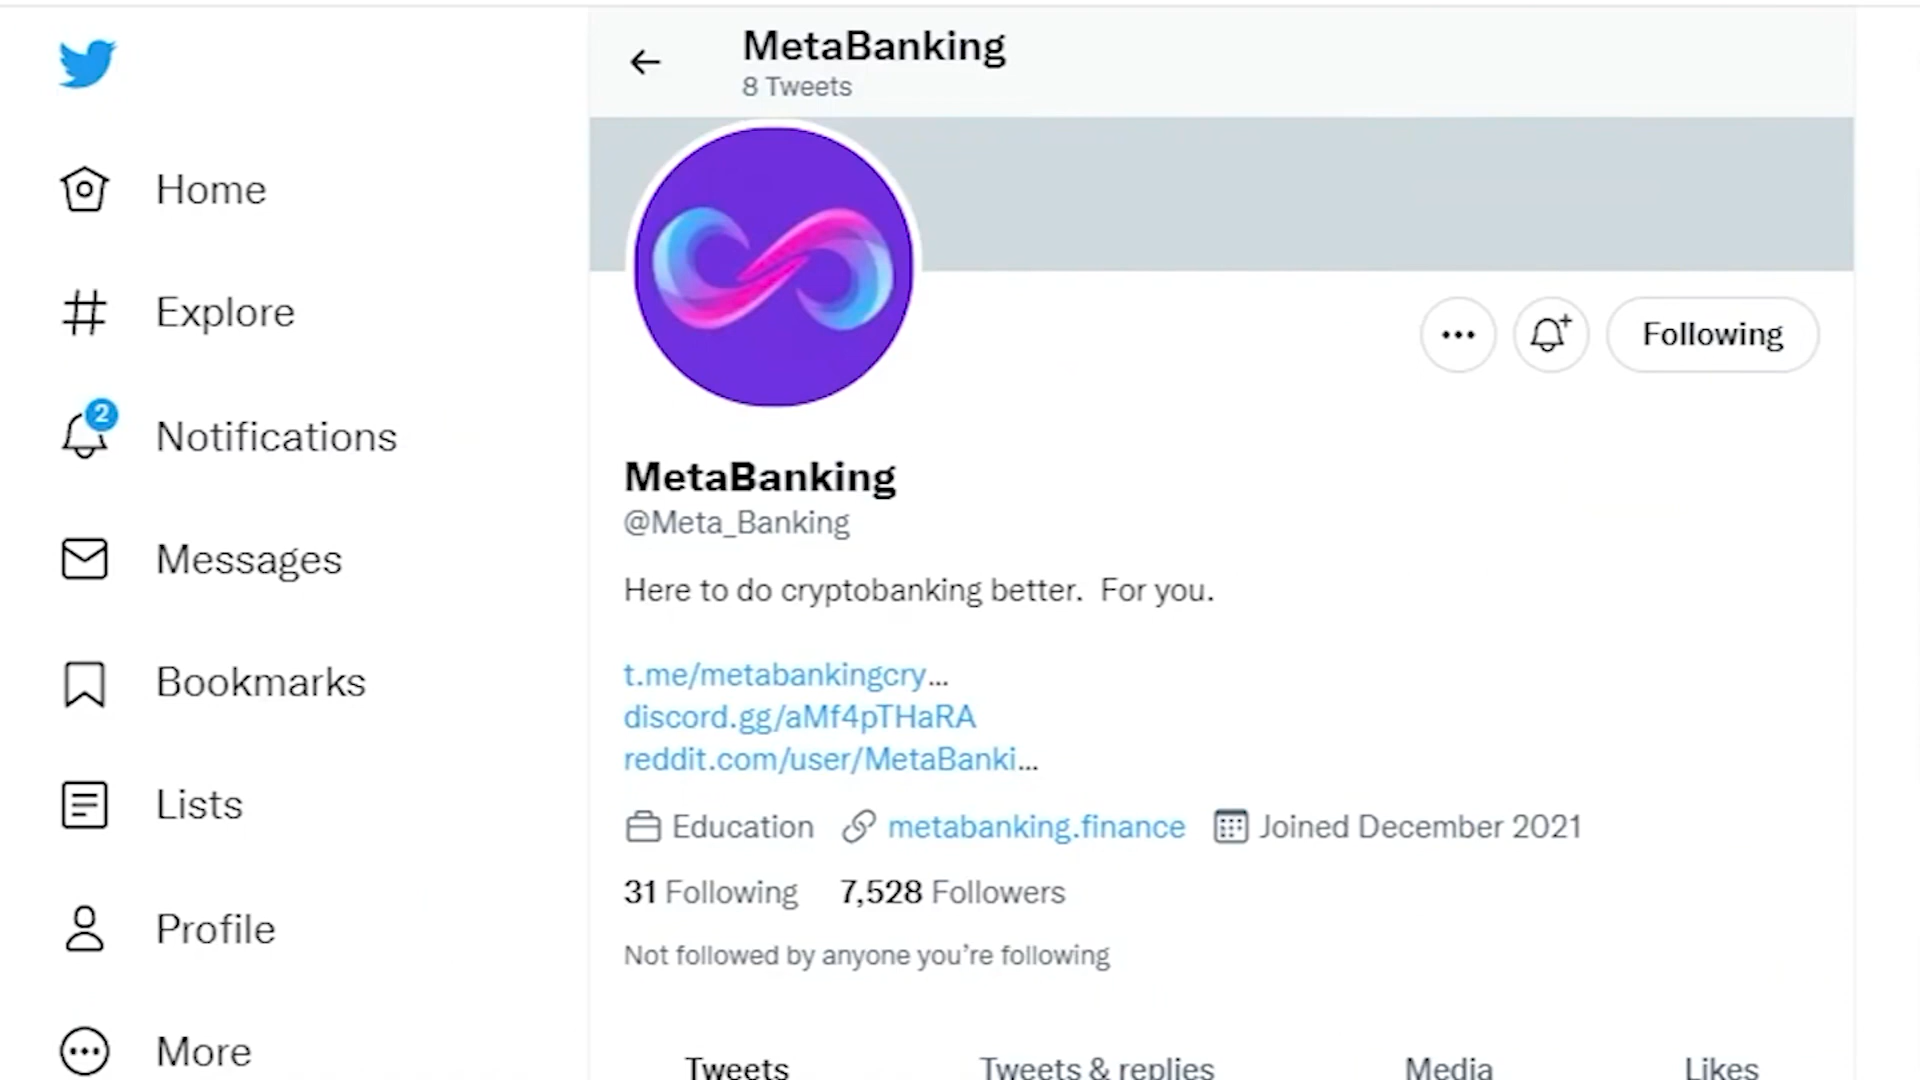 MetaBanking
8 Tweets
Home
Explore
2
Notifications
Messages
Bookmarks
Lists
Profile
More
Following
MetaBanking
@Meta_Banking
Here to do cryptobanking better. For you.
t.me/metabankingcry…
discord.gg/aMf4pTHaRA
reddit.com/user/MetaBanki…
Education metabanking.finance Joined December 2021
31 Following 7,528 Followers
Not followed by anyone you're following
Tweets Tweets & replies Media Likes